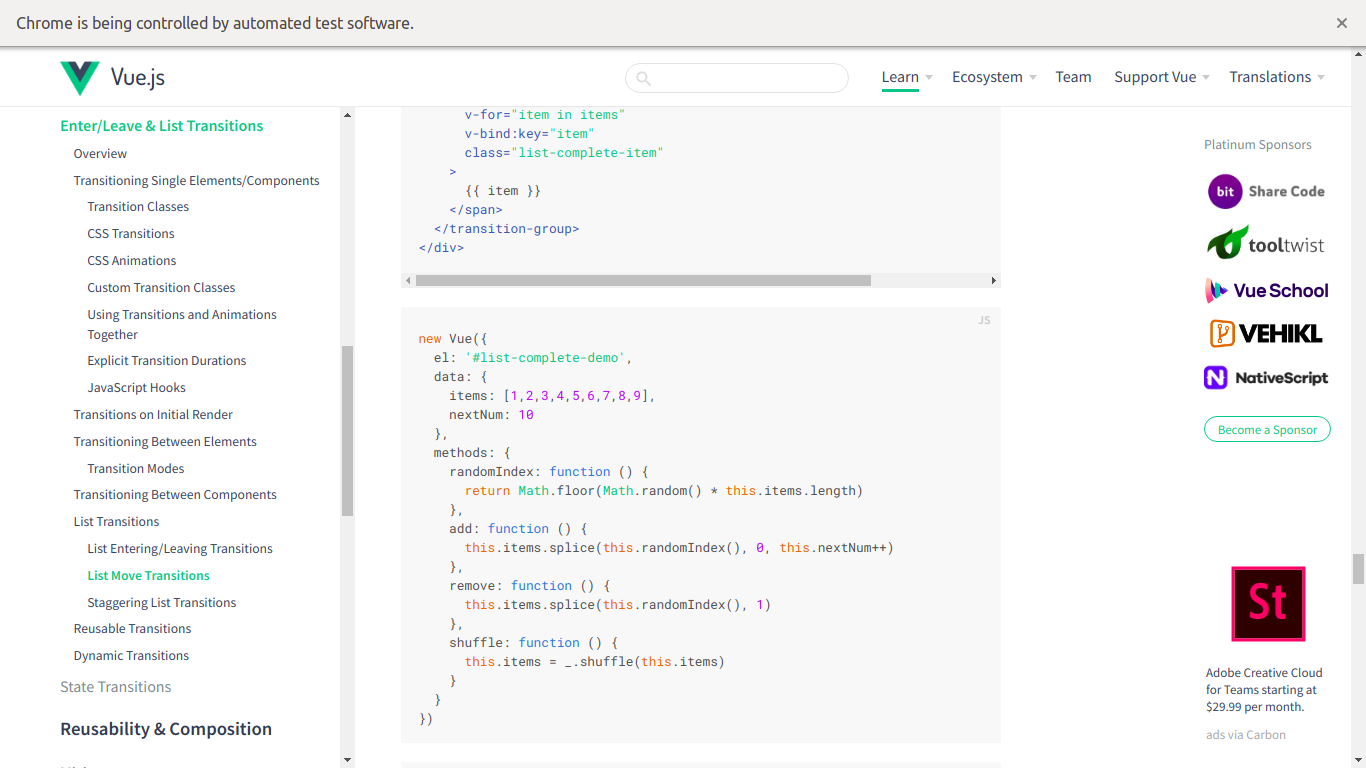 Chrome is being controlled by automated test software.
Vue.js
Learn
Ecosystem
Team
Support Vue
Translations
Enter/Leave & List Transitions
Overview
Transitioning Single Elements/Components
Transition Classes
CSS Transitions
CSS Animations
Custom Transition Classes
Using Transitions and Animations
Together
Explicit Transition Durations
JavaScript Hooks
Transitions on Initial Render
Transitioning Between Elements
Transition Modes
Transitioning Between Components
List Transitions
List Entering/Leaving Transitions
List Move Transitions
Staggering List Transitions
Reusable Transitions
Dynamic Transitions
State Transitions
Reusability & Composition
v-for="item in items"
v-bind:key="item"
class="list-complete-item"
>
{{ item }}
</span>
</transition-group>
</div>
JS
new Vue({
el: '#list-complete-demo',
data: {
items: [1,2,3,4,5,6,7,8,9],
nextNum: 10
},
methods: {
randomIndex: function () {
return Math.floor(Math.random() * this.items.length)
},
add: function () {
this.items.splice(this.randomIndex(), 0, this.nextNum++)
},
remove: function () {
this.items.splice(this.randomIndex(), 1)
},
shuffle: function () {
this.items = _.shuffle(this.items)
}
}
})
Platinum Sponsors
bit Share Code
tooltwist
Vue School
VEHIKL
NativeScript
Become a Sponsor
St
Adobe Creative Cloud
for Teams starting at
$29.99 per month.
ads via Carbon